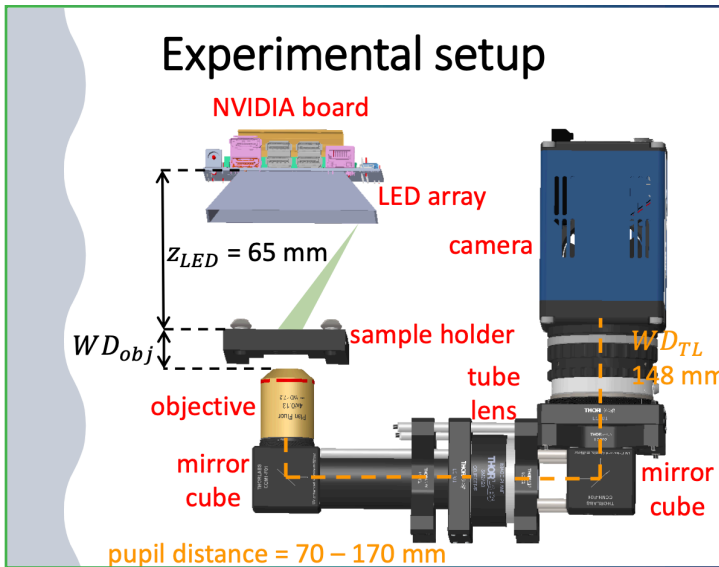 Experimental setup
NVIDIA board
LED array
z_LED = 65 mm
camera
sample holder
WD_obj
WD_TL
148 mm
tube
lens
objective
mirror
cube
mirror
cube
pupil distance = 70 – 170 mm